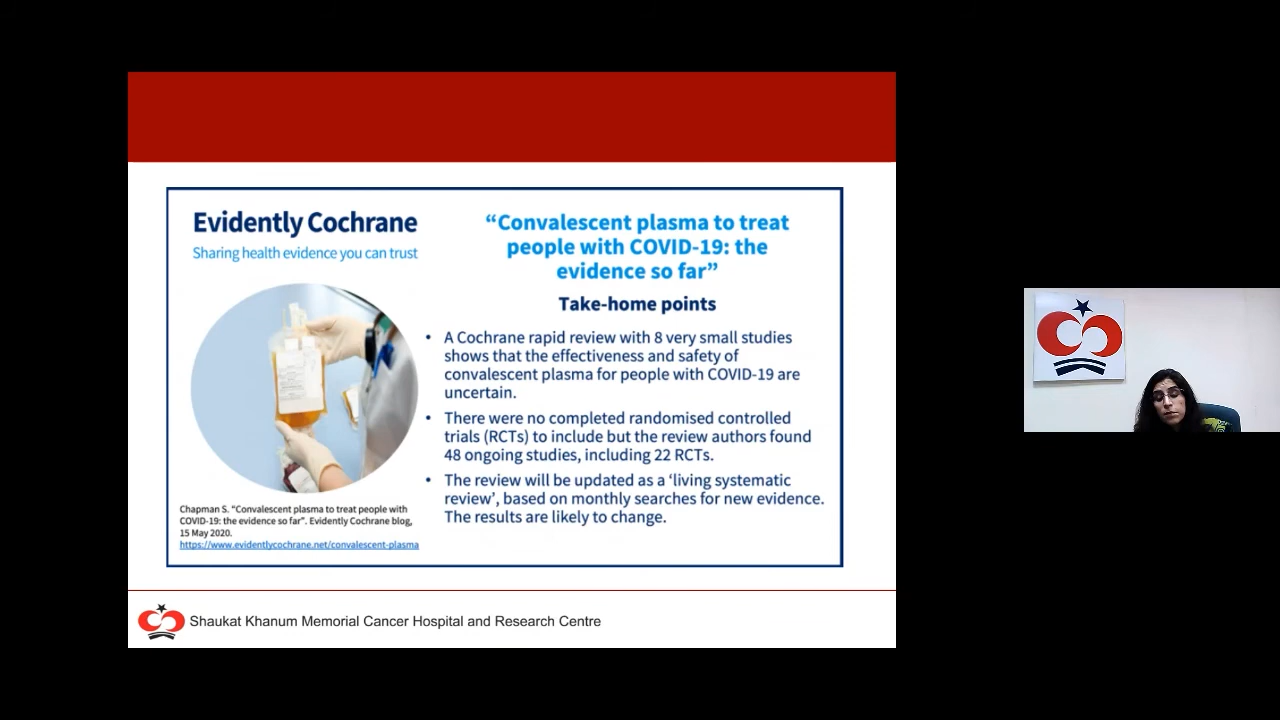 Evidently Cochrane
Sharing health evidence you can trust
“Convalescent plasma to treat
people with COVID-19: the
evidence so far”
Take-home points
• A Cochrane rapid review with 8 very small studies
shows that the effectiveness and safety of
convalescent plasma for people with COVID-19 are
uncertain.
• There were no completed randomised controlled
trials (RCTs) to include but the review authors found
48 ongoing studies, including 22 RCTs.
• The review will be updated as a ‘living systematic
review’, based on monthly searches for new evidence.
The results are likely to change.
Chapman S. “Convalescent plasma to treat people with
COVID-19: the evidence so far”. Evidently Cochrane blog,
15 May 2020.
https://www.evidentlycochrane.net/convalescent-plasma
Shaukat Khanum Memorial Cancer Hospital and Research Centre